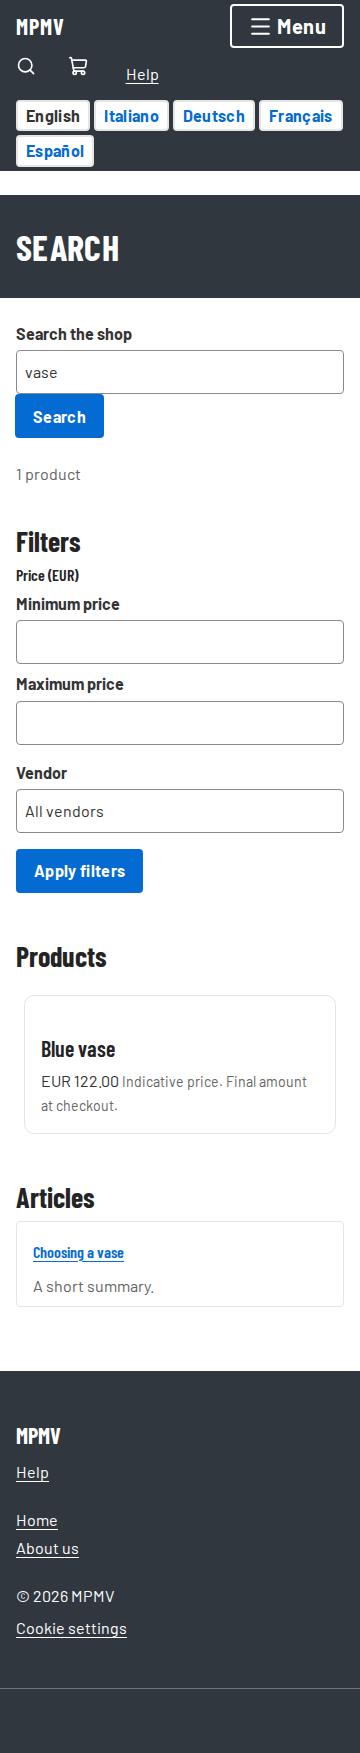 MPMV
Menu
Help
English Italiano Deutsch Français
Español
SEARCH
Search the shop
vase
Search
1 product
Filters
Price (EUR)
Minimum price
Maximum price
Vendor
All vendors
Apply filters
Products
Blue vase
EUR 122.00 Indicative price. Final amount
at checkout.
Articles
Choosing a vase
A short summary.
MPMV
Help
Home
About us
© 2026 MPMV
Cookie settings